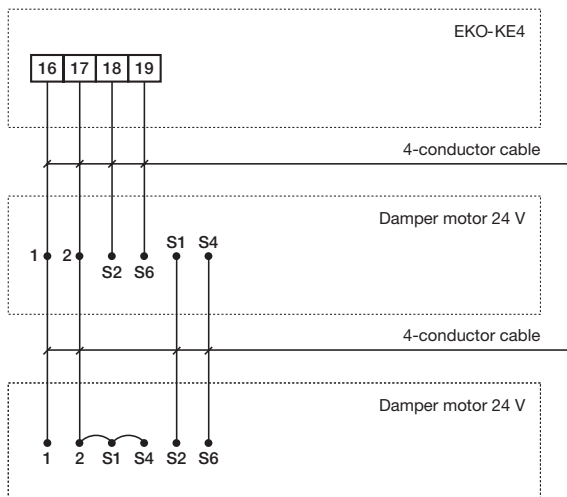 EKO-KE4
16 17 18 19
4-conductor cable
Damper motor 24 V
S1 S4
1 2
S2 S6
4-conductor cable
Damper motor 24 V
1 2 S1 S4 S2 S6